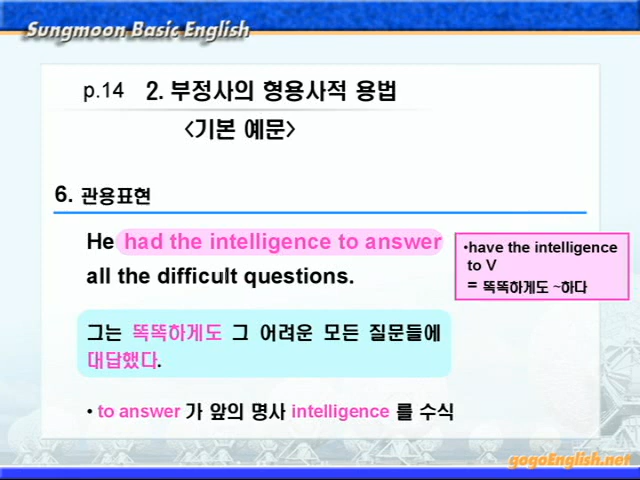 Sungmoon Basic English
p.14 2. 부정사의 형용사적 용법
<기본 예문>
6. 관용표현
He had the intelligence to answer
all the difficult questions.
•have the intelligence
to V
= 똑똑하게도 ~하다
그는 똑똑하게도 그 어려운 모든 질문들에
대답했다.
• to answer 가 앞의 명사 intelligence 를 수식
gogoEnglish.net